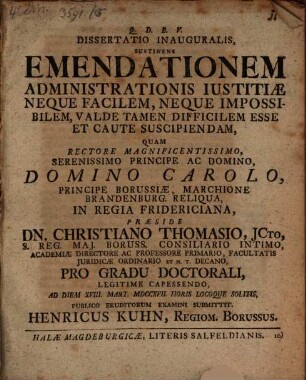 Q. D. B. V.
DISSERTATIO INAUGURALIS,
SUSTINENS
EMENDATIONEM
ADMINISTRATIONIS IUSTITIÆ
NEQUE FACILEM, NEQUE IMPOSSI-
BILEM, VALDE TAMEN DIFFICILEM ESSE
ET CAUTE SUSCIPIENDAM,
QUAM
RECTORE MAGNIFICENTISSIMO,
SERENISSIMO PRINCIPE AC DOMINO,
DOMINO CAROLO,
PRINCIPE BORUSSIÆ, MARCHIONE
BRANDENBURG. RELIQUA,
IN REGIA FRIDERICIANA,
PRÆSIDE
DN. CHRISTIANO THOMASIO, JCto,
S. REG. MAJ. BORUSS. CONSILIARIO INTIMO,
ACADEMIÆ DIRECTORE AC PROFESSORE PRIMARIO, FACULTATIS
JURIDICÆ ORDINARIO ET H. T. DECANO,
PRO GRADU DOCTORALI,
LEGITIME CAPESSENDO,
AD DIEM XVIII. MART. MDCCXVII. HORIS LOCOQUE SOLITIS,
PUBLICO ERUDITORUM EXAMINI SUBMITTIT
HENRICUS KUHN, REGIOM. BORUSSUS.
HALÆ MAGDEBURGICÆ, LITERIS SALFELDIANIS.